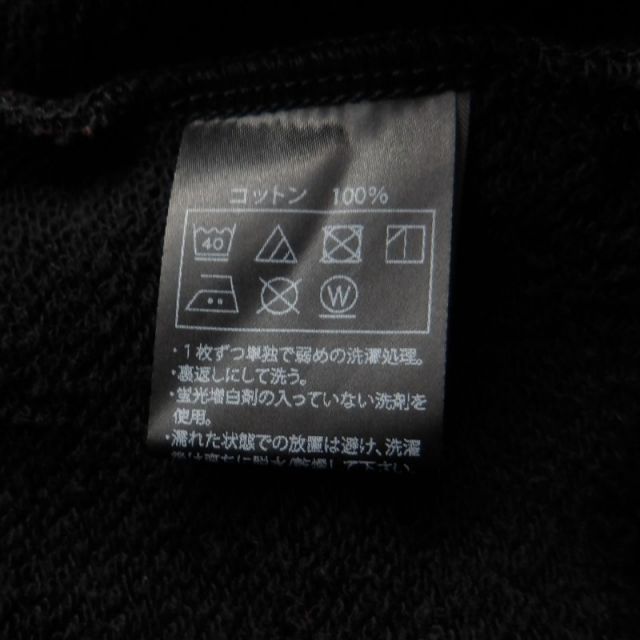 コットン 100%
40
W
・1枚ずつ単独で弱めの洗濯処理。
・裏返しにして洗う。
・蛍光増白剤の入っていない洗剤を
使用。
・濡れた状態での放置は避け、洗濯